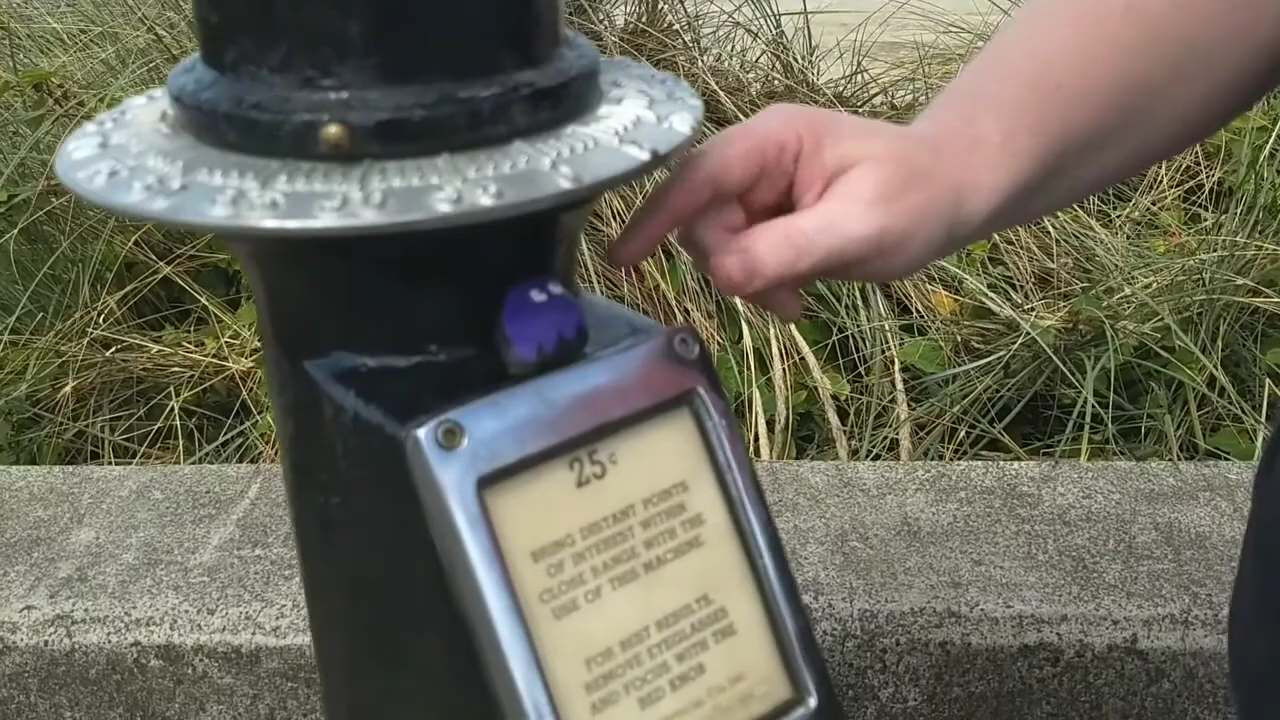 25¢
BRING DISTANT POINTS
OF INTEREST WITHIN
CLOSE RANGE WITH THE
USE OF THIS MACHINE
FOR BEST RESULTS,
REMOVE EYEGLASSES
AND FOCUS WITH THE
RED KNOB